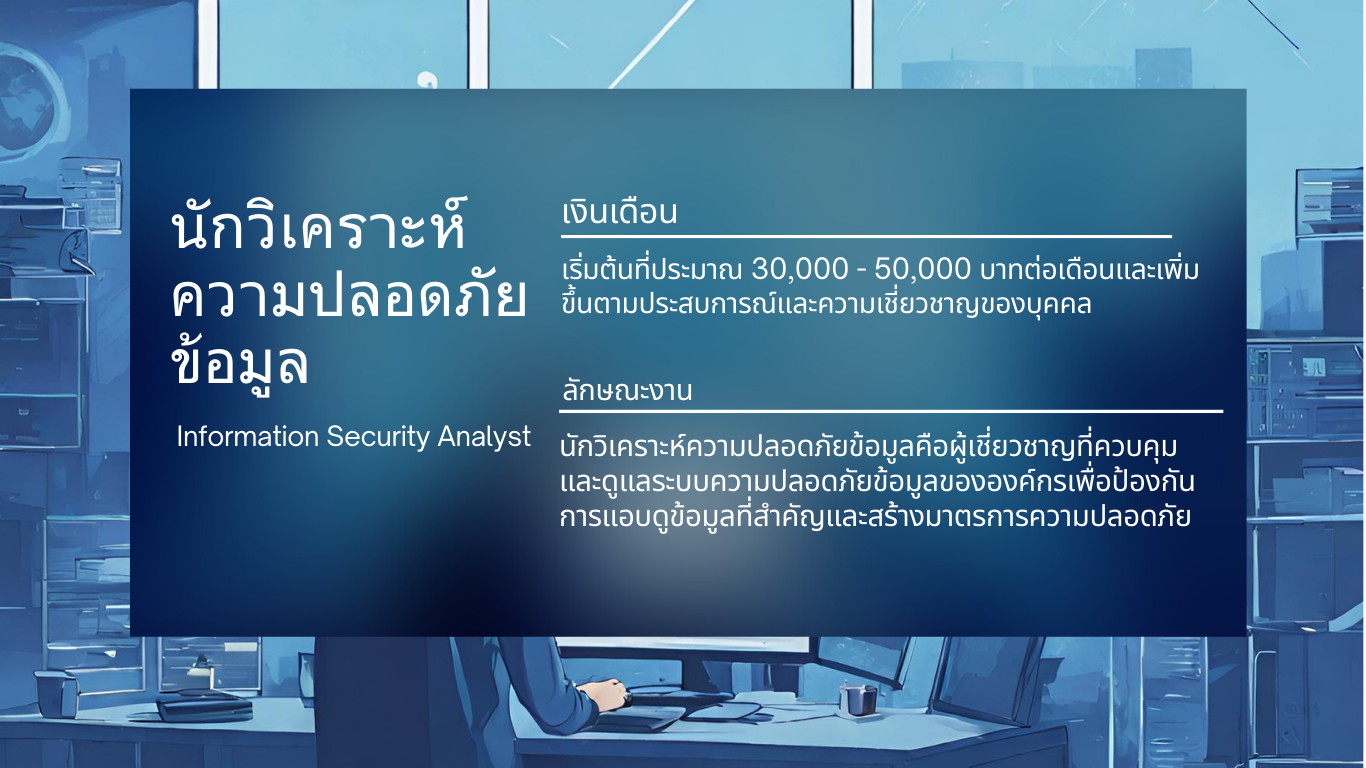 นักวิเคราะห์
ความปลอดภัย
ข้อมูล
Information Security Analyst
เงินเดือน
เริ่มต้นที่ประมาณ 30,000 - 50,000 บาทต่อเดือนและเพิ่ม
ขึ้นตามประสบการณ์และความเชี่ยวชาญของบุคคล
ลักษณะงาน
นักวิเคราะห์ความปลอดภัยข้อมูลคือผู้เชี่ยวชาญที่ควบคุม
และดูแลระบบความปลอดภัยข้อมูลขององค์กรเพื่อป้องกัน
การแอบดูข้อมูลที่สำคัญและสร้างมาตรการความปลอดภัย